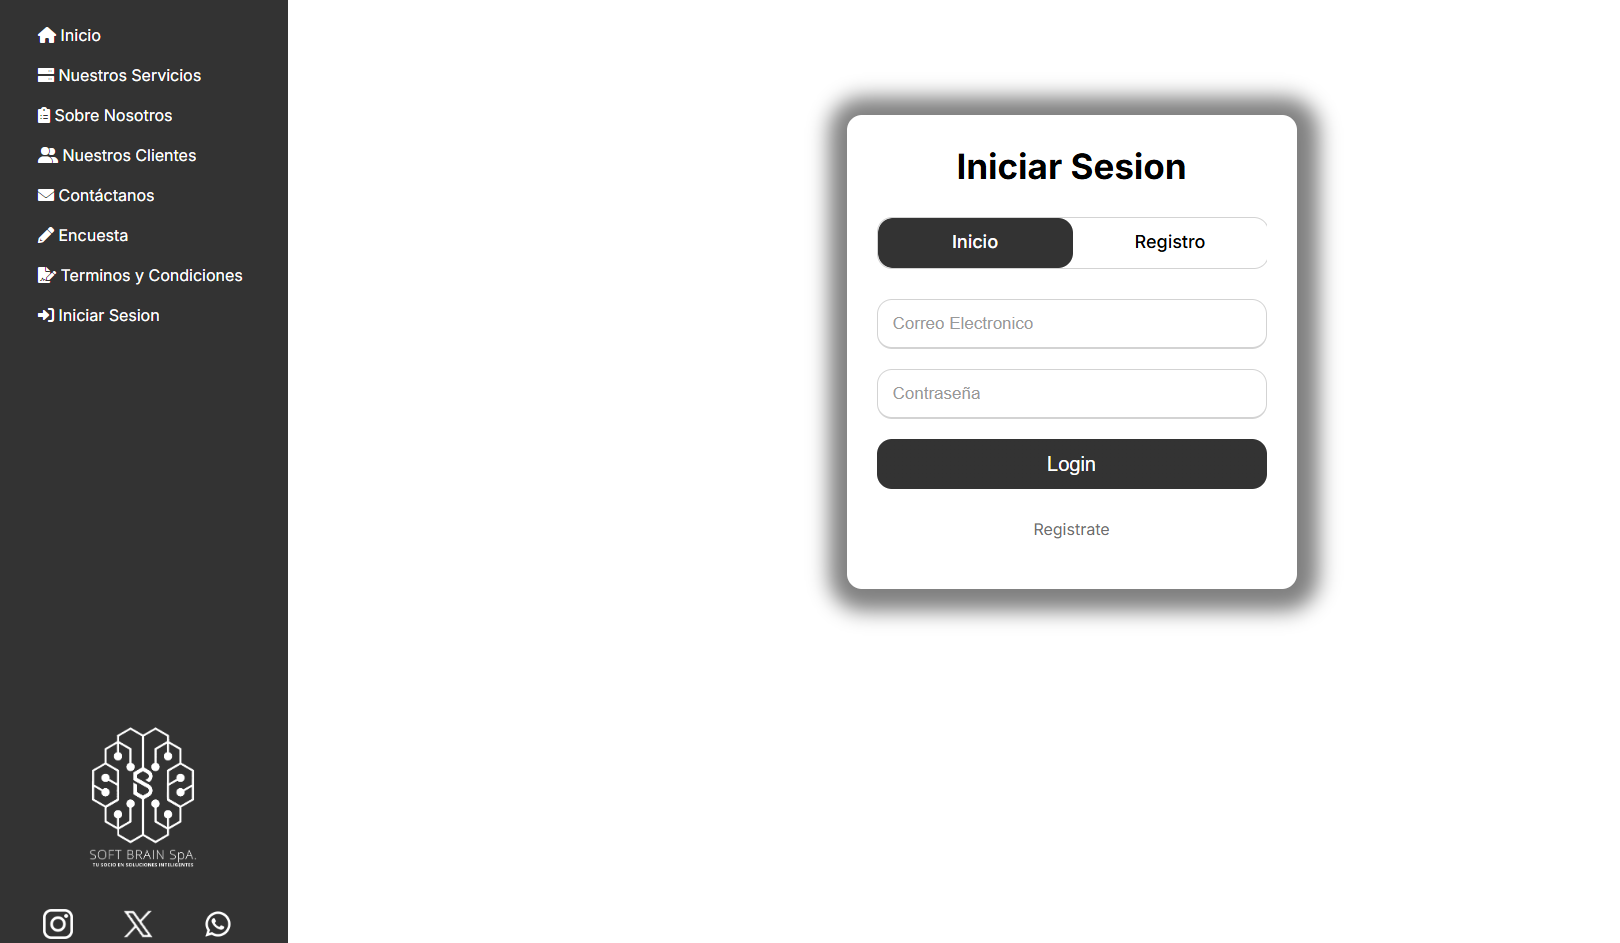 Inicio
Nuestros Servicios
Sobre Nosotros
Nuestros Clientes
Contáctanos
Encuesta
Terminos y Condiciones
Iniciar Sesion
SOFT BRAIN SpA.
TU SOCIO EN SOLUCIONES INTELIGENTES
Iniciar Sesion
Inicio Registro
Correo Electronico
Contraseña
Login
Registrate